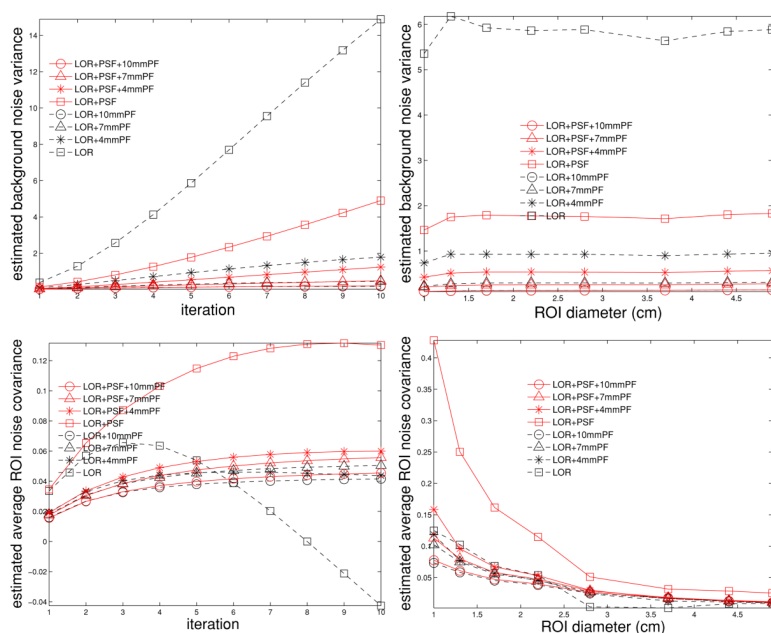 estimated background noise variance
14
12
10
8
6
4
2
LOR+PSF+10mmPF
LOR+PSF+7mmPF
LOR+PSF+4mmPF
LOR+PSF
LOR+10mmPF
LOR+7mmPF
LOR+4mmPF
LOR
1 2 3 4 5 6 7 8 9 10
iteration
estimated background noise variance
6
5
4
3
2
1
LOR+PSF+10mmPF
LOR+PSF+7mmPF
LOR+PSF+4mmPF
LOR+PSF
LOR+10mmPF
LOR+7mmPF
LOR+4mmPF
LOR
1 1.5 2 2.5 3 3.5 4 4.5
ROI diameter (cm)
estimated average ROI noise covariance
0.12
0.1
0.08
0.06
0.04
0.02
0
-0.02
-0.04
LOR+PSF+10mmPF
LOR+PSF+7mmPF
LOR+PSF+4mmPF
LOR+PSF
LOR+10mmPF
LOR+7mmPF
LOR+4mmPF
LOR
1 2 3 4 5 6 7 8 9 10
iteration
estimated average ROI noise covariance
0.4
0.35
0.3
0.25
0.2
0.15
0.1
0.05
LOR+PSF+10mmPF
LOR+PSF+7mmPF
LOR+PSF+4mmPF
LOR+PSF
LOR+10mmPF
LOR+7mmPF
LOR+4mmPF
LOR
1 1.5 2 2.5 3 3.5 4 4.5
ROI diameter (cm)